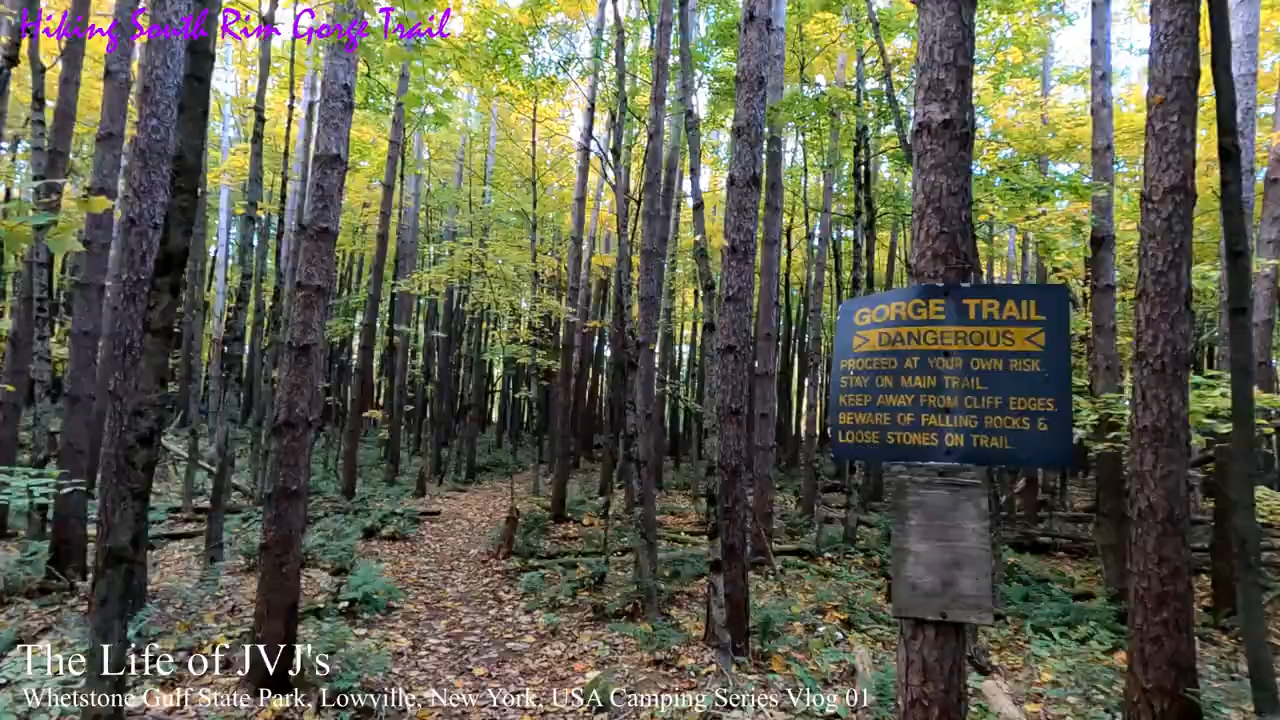 Hiking South Rim Gorge Trail
GORGE TRAIL
> DANGEROUS <
PROCEED AT YOUR OWN RISK.
STAY ON MAIN TRAIL.
KEEP AWAY FROM CLIFF EDGES.
BEWARE OF FALLING ROCKS &
LOOSE STONES ON TRAIL.
The Life of JVJ's
Whetstone Gulf State Park, Lowville, New York, USA Camping Series Vlog 01